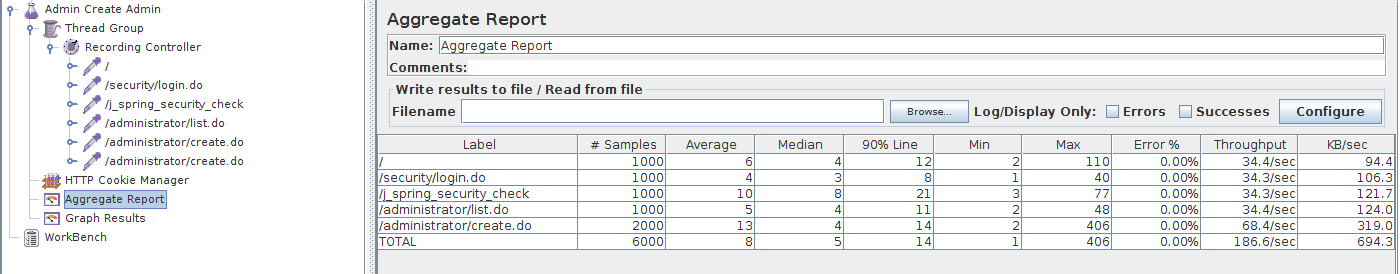 Admin Create Admin
Thread Group
Recording Controller
/
/security/login.do
/j_spring_security_check
/administrator/list.do
/administrator/create.do
/administrator/create.do
HTTP Cookie Manager
Aggregate Report
Graph Results
WorkBench
Aggregate Report
Name: Aggregate Report
Comments:
Write results to file / Read from file
Filename Browse... Log/Display Only: Errors Successes Configure
Label # Samples Average Median 90% Line Min Max Error % Throughput KB/sec
/ 1000 6 4 12 2 110 0.00% 34.4/sec 94.4
/security/login.do 1000 4 3 8 1 40 0.00% 34.3/sec 106.3
/j_spring_security_check 1000 10 8 21 3 77 0.00% 34.3/sec 121.7
/administrator/list.do 1000 5 4 11 2 48 0.00% 34.4/sec 124.0
/administrator/create.do 2000 13 4 14 2 406 0.00% 68.4/sec 319.0
TOTAL 6000 8 5 14 1 406 0.00% 186.6/sec 694.3